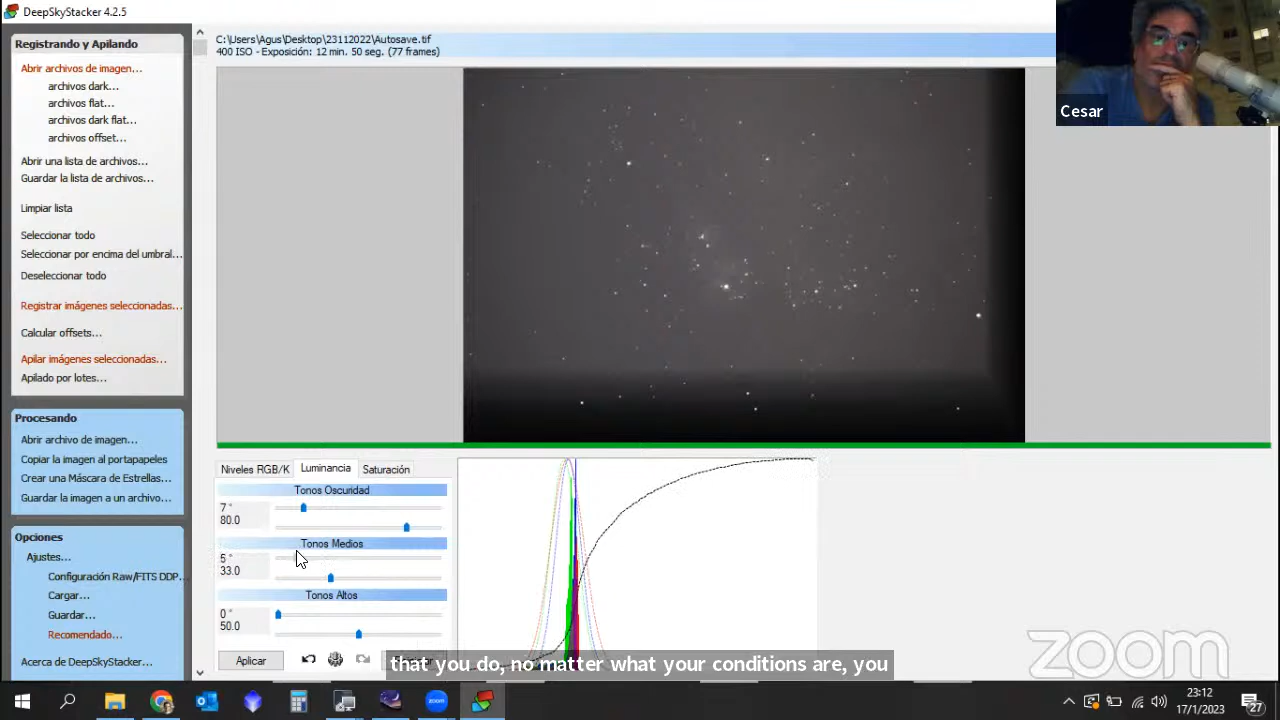 DeepSkyStacker 4.2.5
Registrando y Apilando
Abrir archivos de imagen...
archivos dark...
archivos flat...
archivos dark flat...
archivos offset...
Abrir una lista de archivos...
Guardar la lista de archivos...
Limpiar lista
Seleccionar todo
Seleccionar por encima del umbral...
Deseleccionar todo
Registrar imágenes seleccionadas...
Calcular offsets...
Apilar imágenes seleccionadas...
Apilado por lotes...
Procesando
Abrir archivo de imagen...
Copiar la imagen al portapapeles
Crear una Máscara de Estrellas...
Guardar la imagen a un archivo...
Opciones
Ajustes...
Configuración Raw/FITS DDP...
Cargar...
Guardar...
Recomendado...
Acerca de DeepSkyStacker...
C:\Users\Agus\Desktop\23112022\Autosave.tif
400 ISO - Exposición: 12 min. 50 seg. (77 frames)
Cesar
Niveles RGB/K
Luminancia
Saturación
Tonos Oscuridad
7 °
80.0
Tonos Medios
5 °
33.0
Tonos Altos
0 °
50.0
Aplicar
that you do, no matter what your conditions are, you
zoom
zoom
23:12
17/1/2023
27